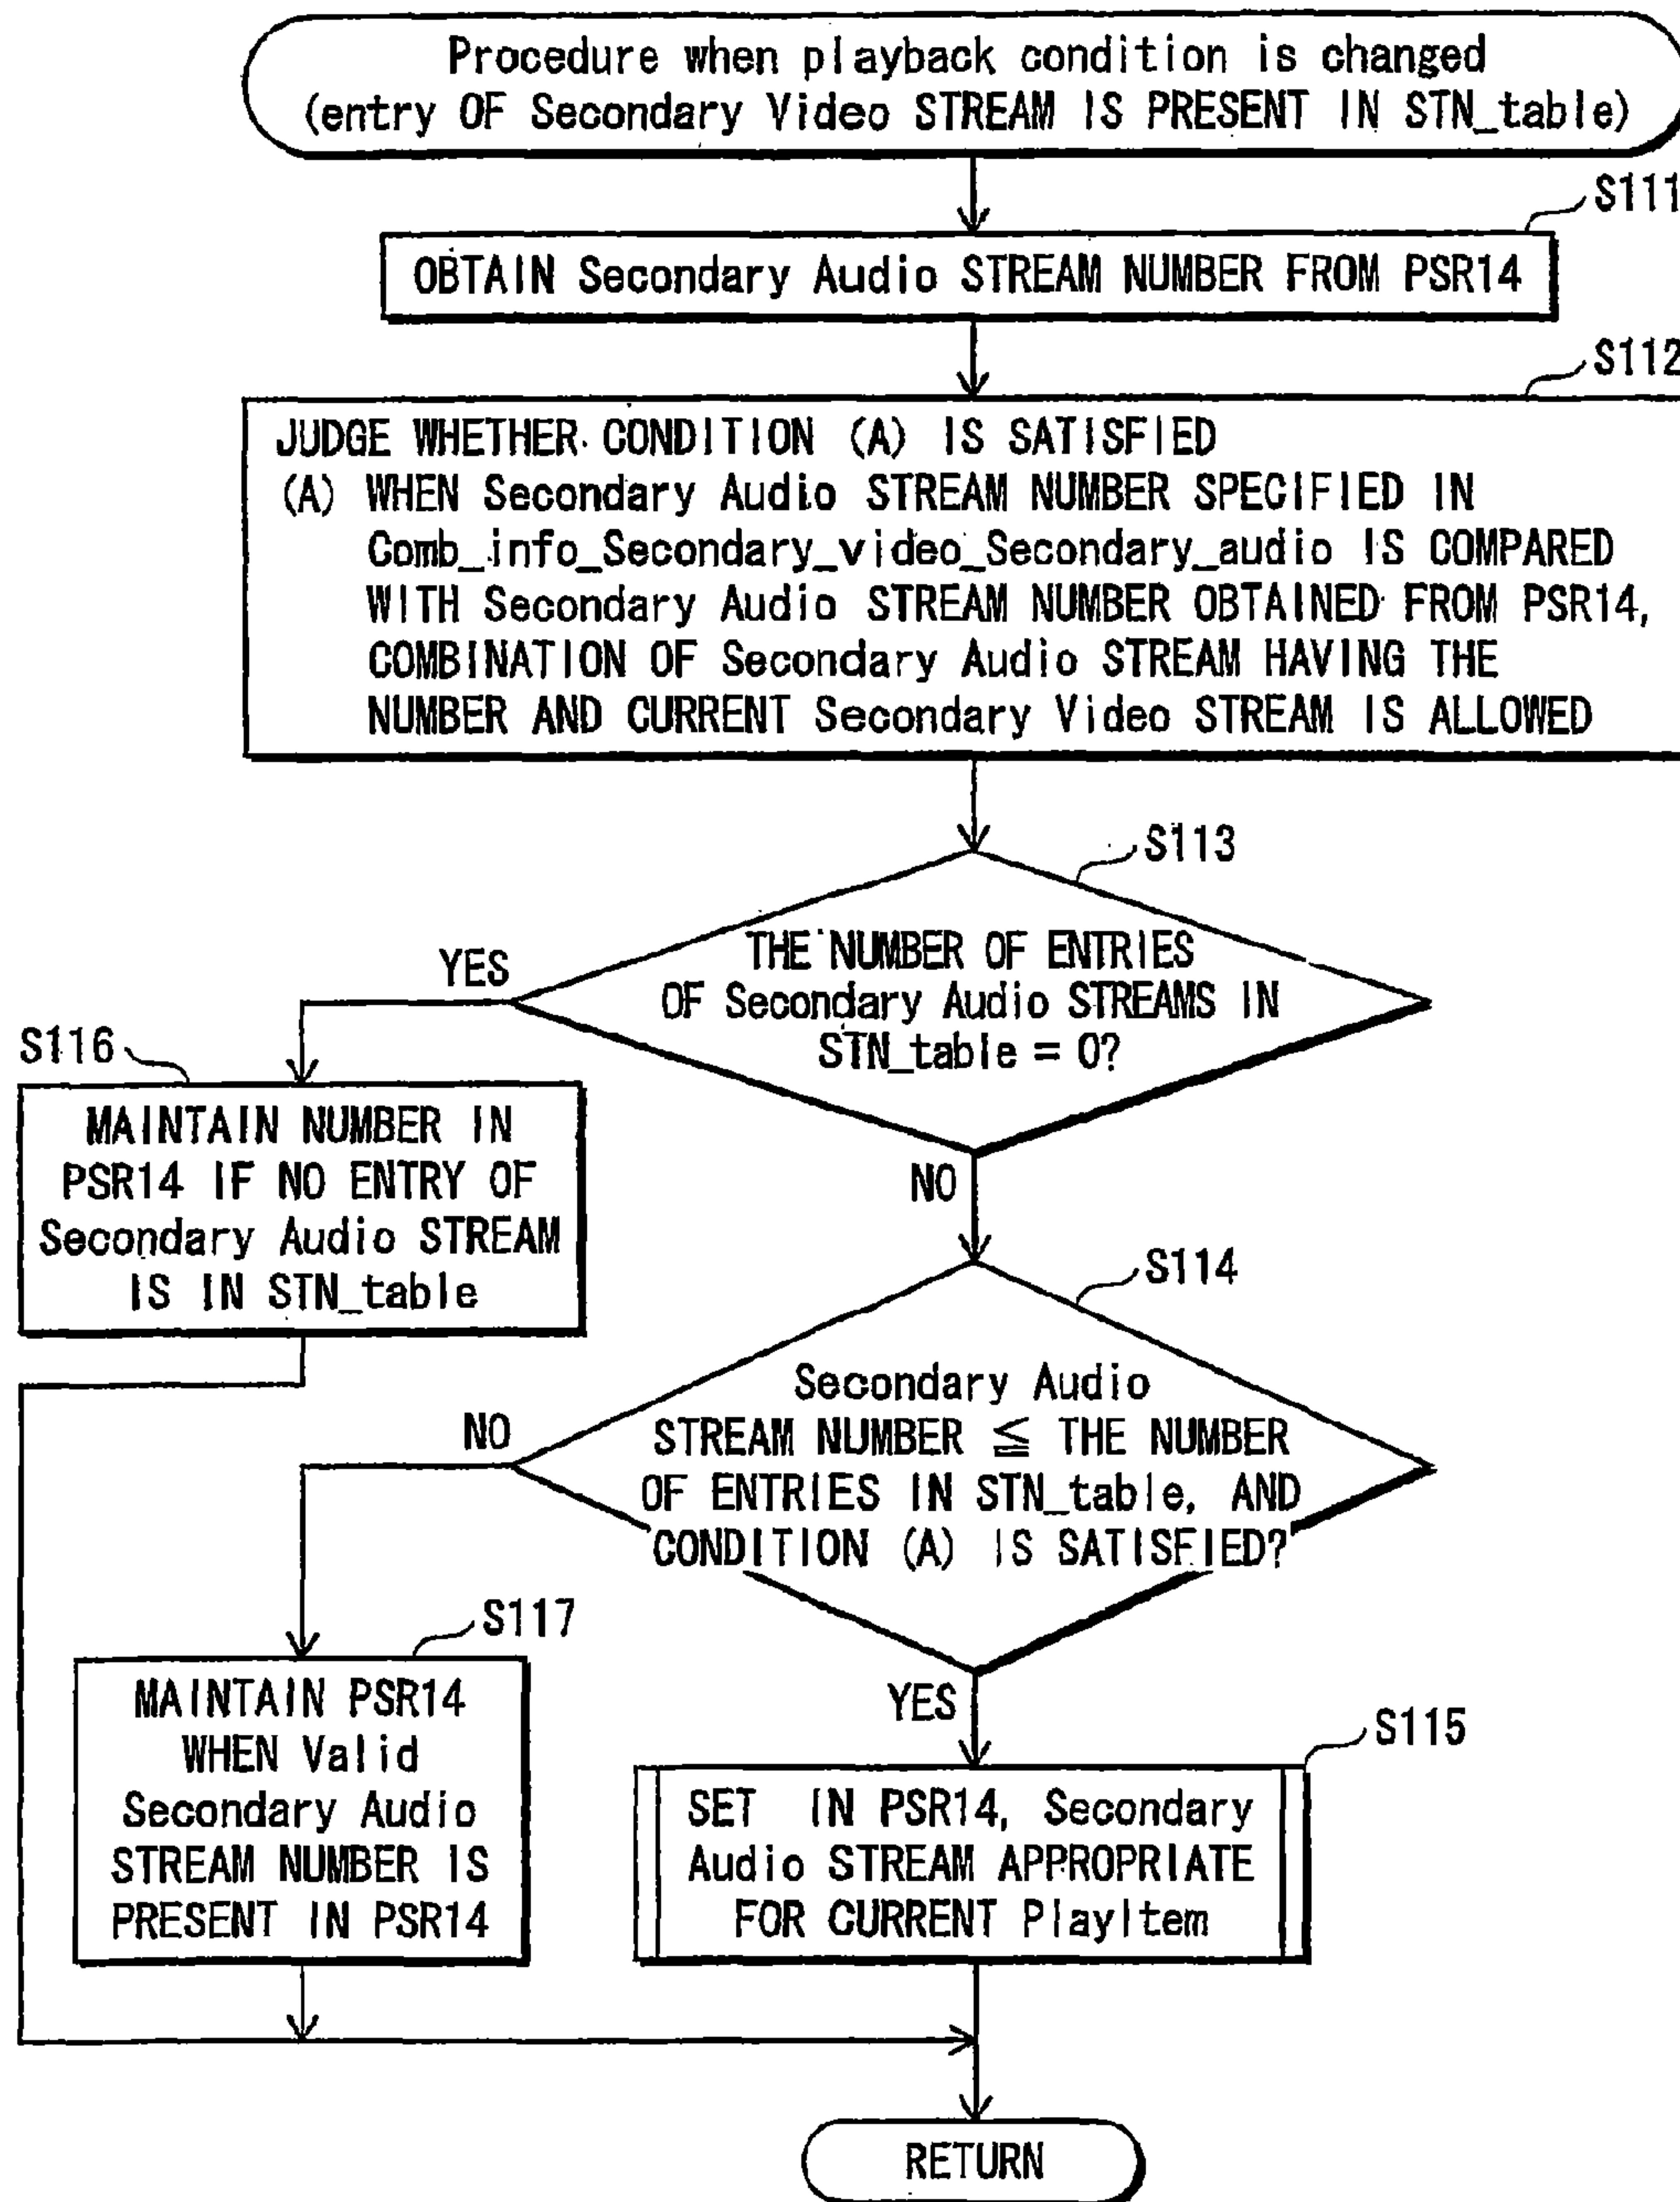 Procedure when playback condition is changed
(entry OF Secondary Video STREAM IS PRESENT IN STN_table)
S111
OBTAIN Secondary Audio STREAM NUMBER FROM PSR14
S112
JUDGE WHETHER CONDITION (A) IS SATISFIED
(A) WHEN Secondary Audio STREAM NUMBER SPECIFIED IN
Comb_info_Secondary_video_Secondary_audio IS COMPARED
WITH Secondary Audio STREAM NUMBER OBTAINED FROM PSR14,
COMBINATION OF Secondary Audio STREAM HAVING THE
NUMBER AND CURRENT Secondary Video STREAM IS ALLOWED
S113
THE NUMBER OF ENTRIES
OF Secondary Audio STREAMS IN
STN_table = 0?
YES
NO
S116
MAINTAIN NUMBER IN
PSR14 IF NO ENTRY OF
Secondary Audio STREAM
IS IN STN_table
S114
Secondary Audio
STREAM NUMBER ≦ THE NUMBER
OF ENTRIES IN STN_table, AND
CONDITION (A) IS SATISFIED?
NO
YES
S117
MAINTAIN PSR14
WHEN Valid
Secondary Audio
STREAM NUMBER IS
PRESENT IN PSR14
S115
SET IN PSR14, Secondary
Audio STREAM APPROPRIATE
FOR CURRENT PlayItem
RETURN